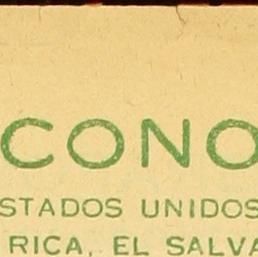 CONO
STADOS UNIDOS
RICA, EL SALVA